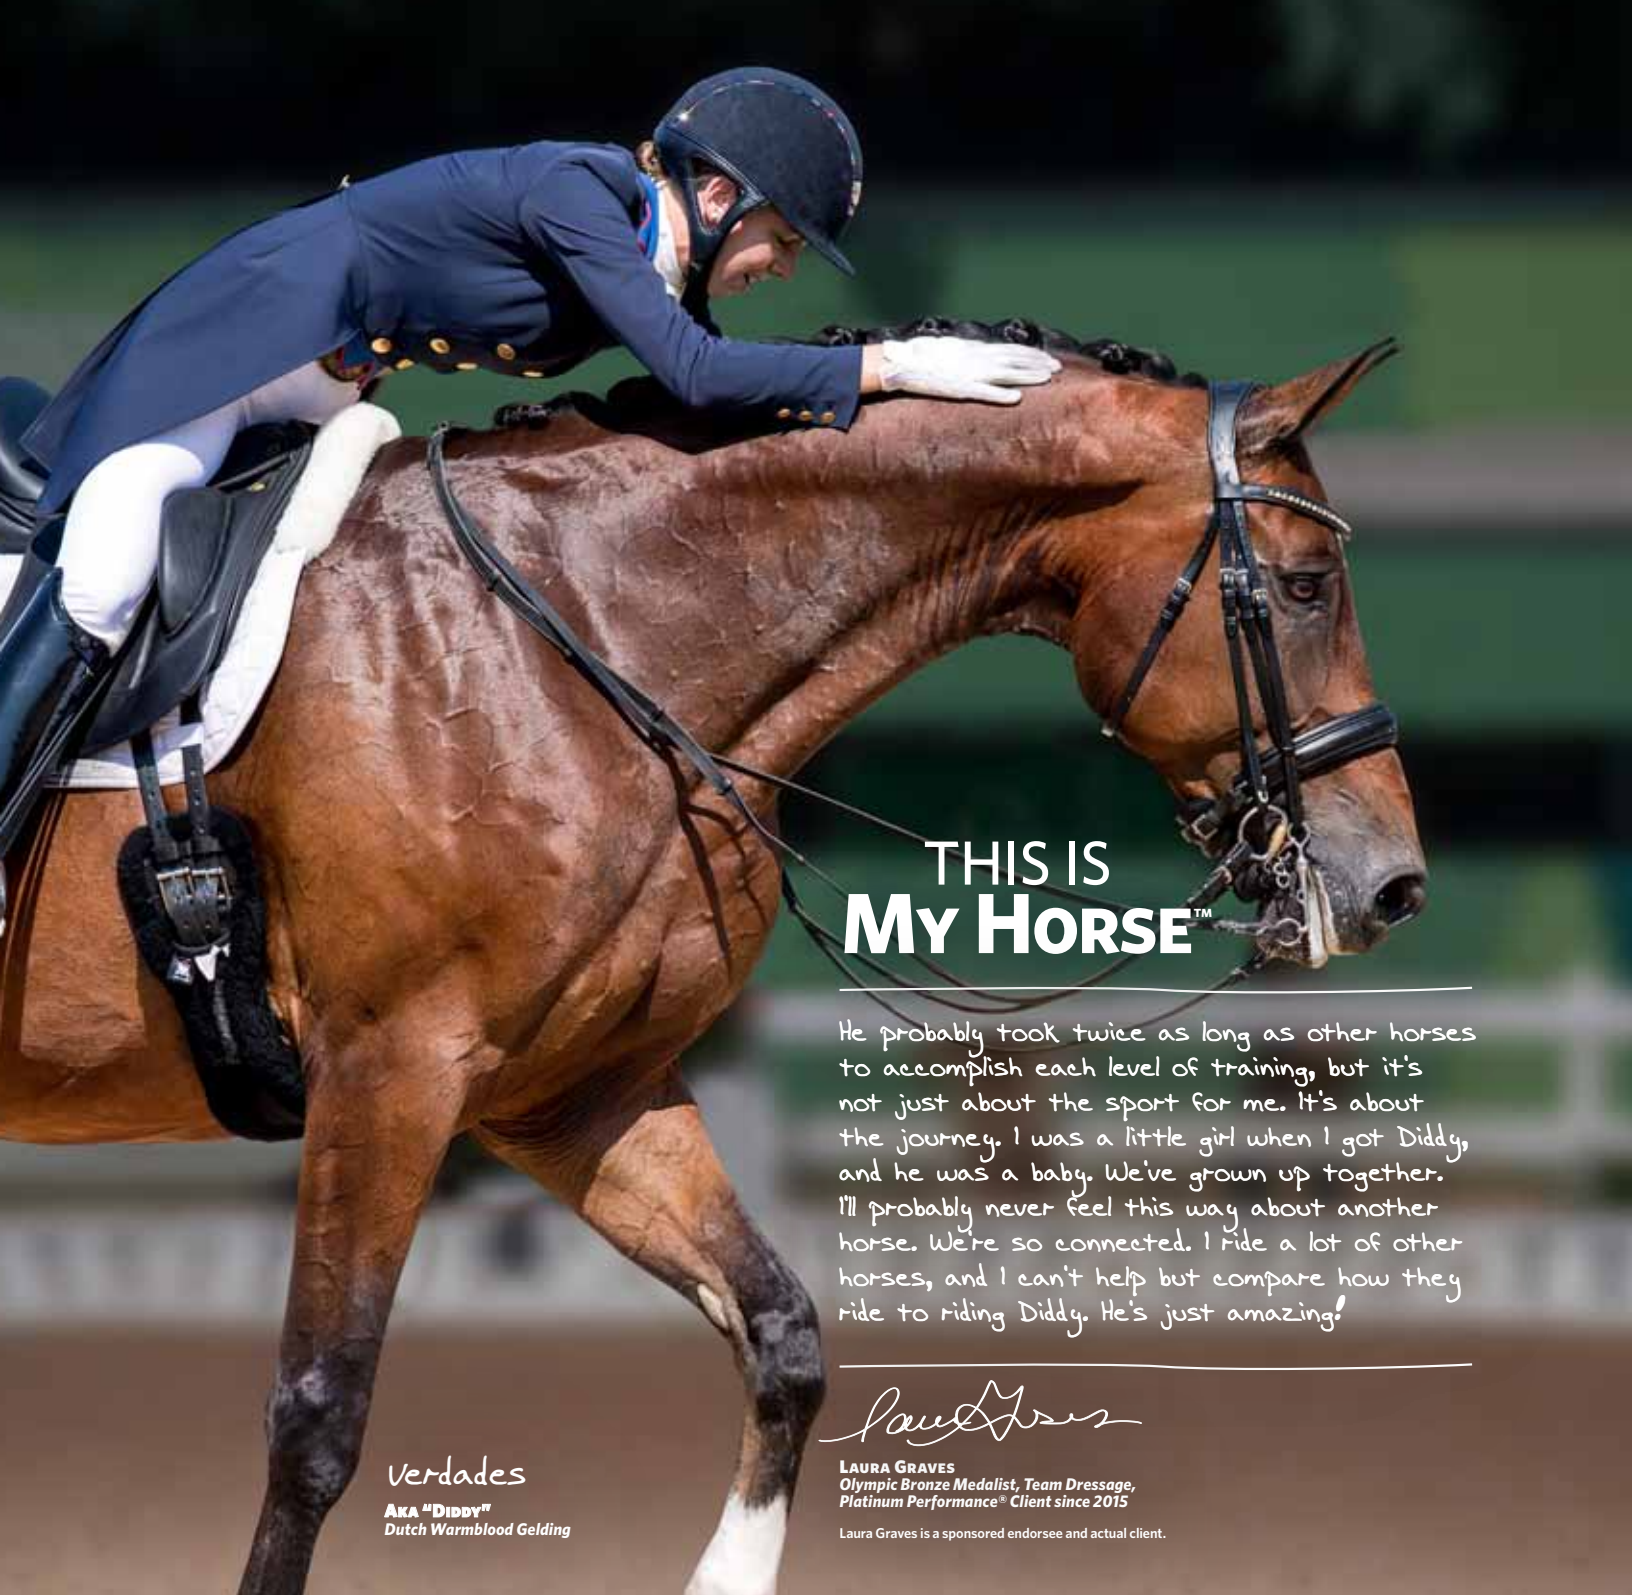 THIS IS
MY HORSE™
He probably took twice as long as other horses
to accomplish each level of training, but it's
not just about the sport for me. It's about
the journey. I was a little girl when I got Diddy,
and he was a baby. We've grown up together.
I'll probably never feel this way about another
horse. We're so connected. I ride a lot of other
horses, and I can't help but compare how they
ride to riding Diddy. He's just amazing!
Laura Graves
LAURA GRAVES
Olympic Bronze Medalist, Team Dressage,
Platinum Performance® Client since 2015
Laura Graves is a sponsored endorsee and actual client.
Verdades
AKA "DIDDY"
Dutch Warmblood Gelding